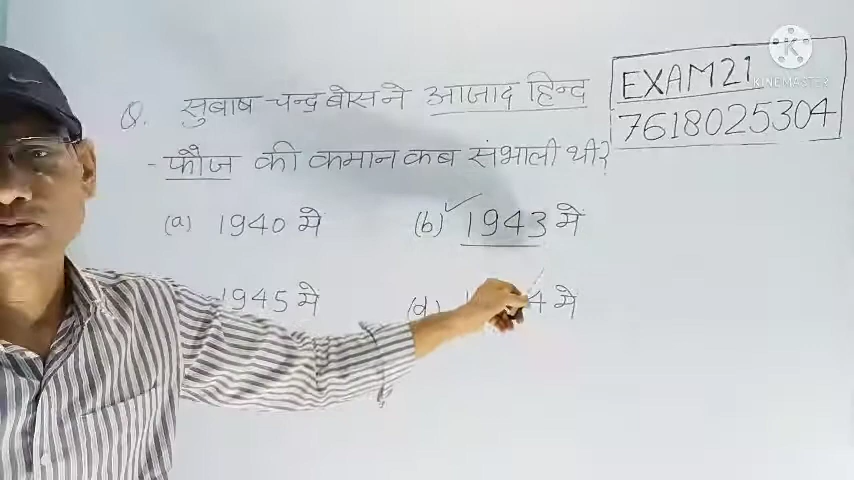 Q. सुबाष चन्द्र बोस ने आजाद हिन्द
- फौज की कमान कब संभाली थी?
(a) 1940 में
(b) 1943 में
1945 में
(d) 4 में
EXAM21
7618025304
K
KINEMASTER